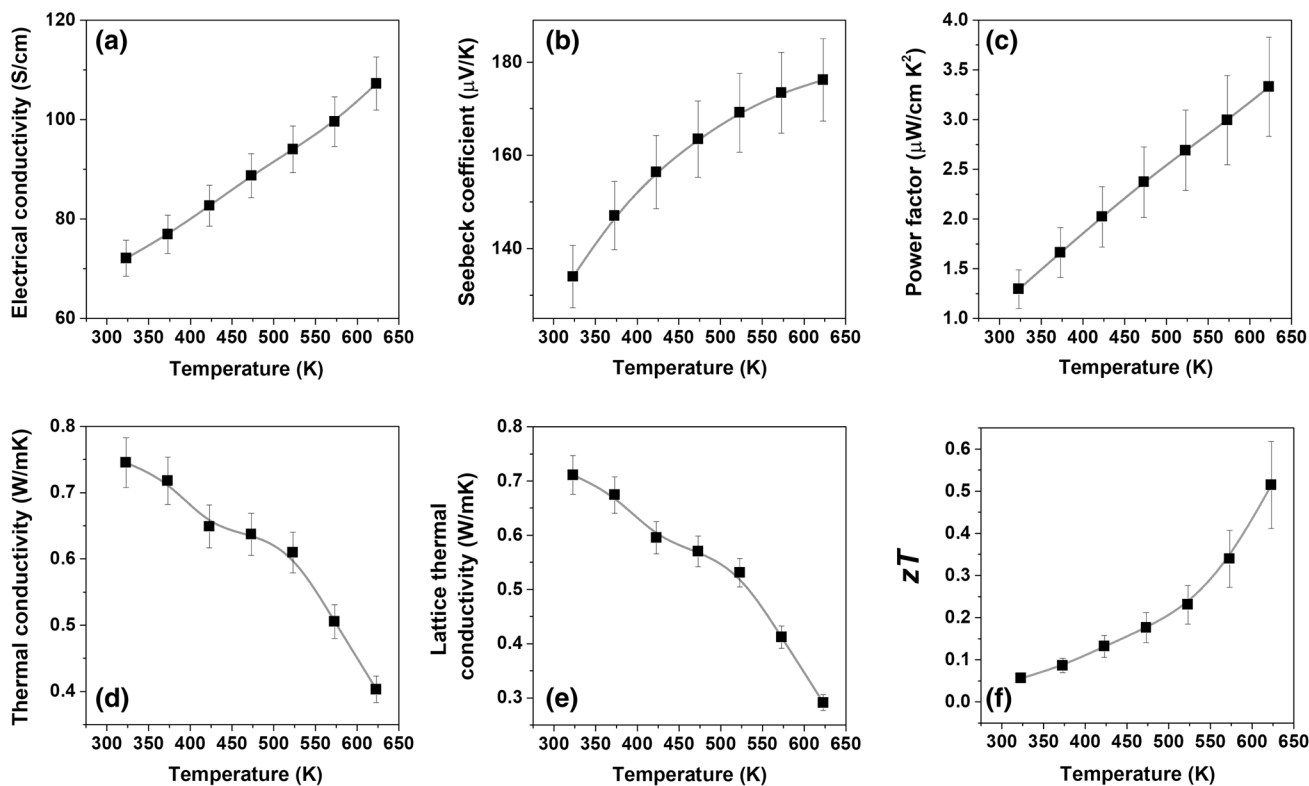 (a)
Electrical conductivity (S/cm)
120
100
80
60
300 350 400 450 500 550 600 650
Temperature (K)
(b)
Seebeck coefficient (μV/K)
180
160
140
300 350 400 450 500 550 600 650
Temperature (K)
(c)
Power factor (μW/cm K²)
4.0
3.5
3.0
2.5
2.0
1.5
1.0
300 350 400 450 500 550 600 650
Temperature (K)
Thermal conductivity (W/mK)
0.8
0.7
0.6
0.5
0.4
(d)
300 350 400 450 500 550 600 650
Temperature (K)
Lattice thermal
conductivity (W/mK)
0.8
0.7
0.6
0.5
0.4
0.3
(e)
300 350 400 450 500 550 600 650
Temperature (K)
zT
0.6
0.5
0.4
0.3
0.2
0.1
0.0
(f)
300 350 400 450 500 550 600 650
Temperature (K)